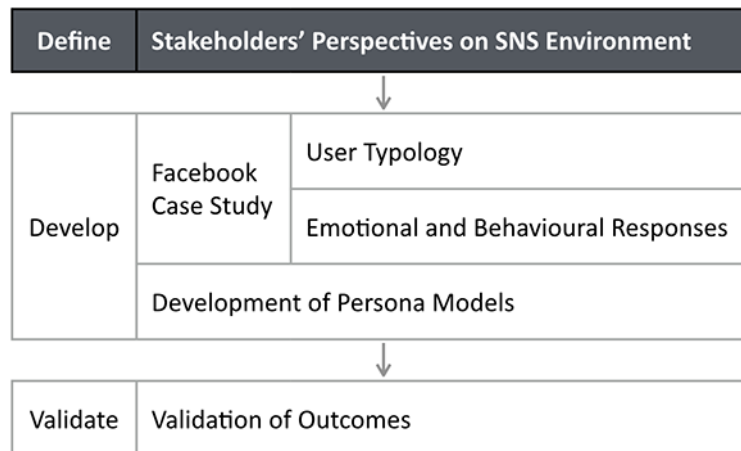 Define
Stakeholders' Perspectives on SNS Environment
Develop
Facebook
Case Study
User Typology
Emotional and Behavioural Responses
Development of Persona Models
Validate
Validation of Outcomes